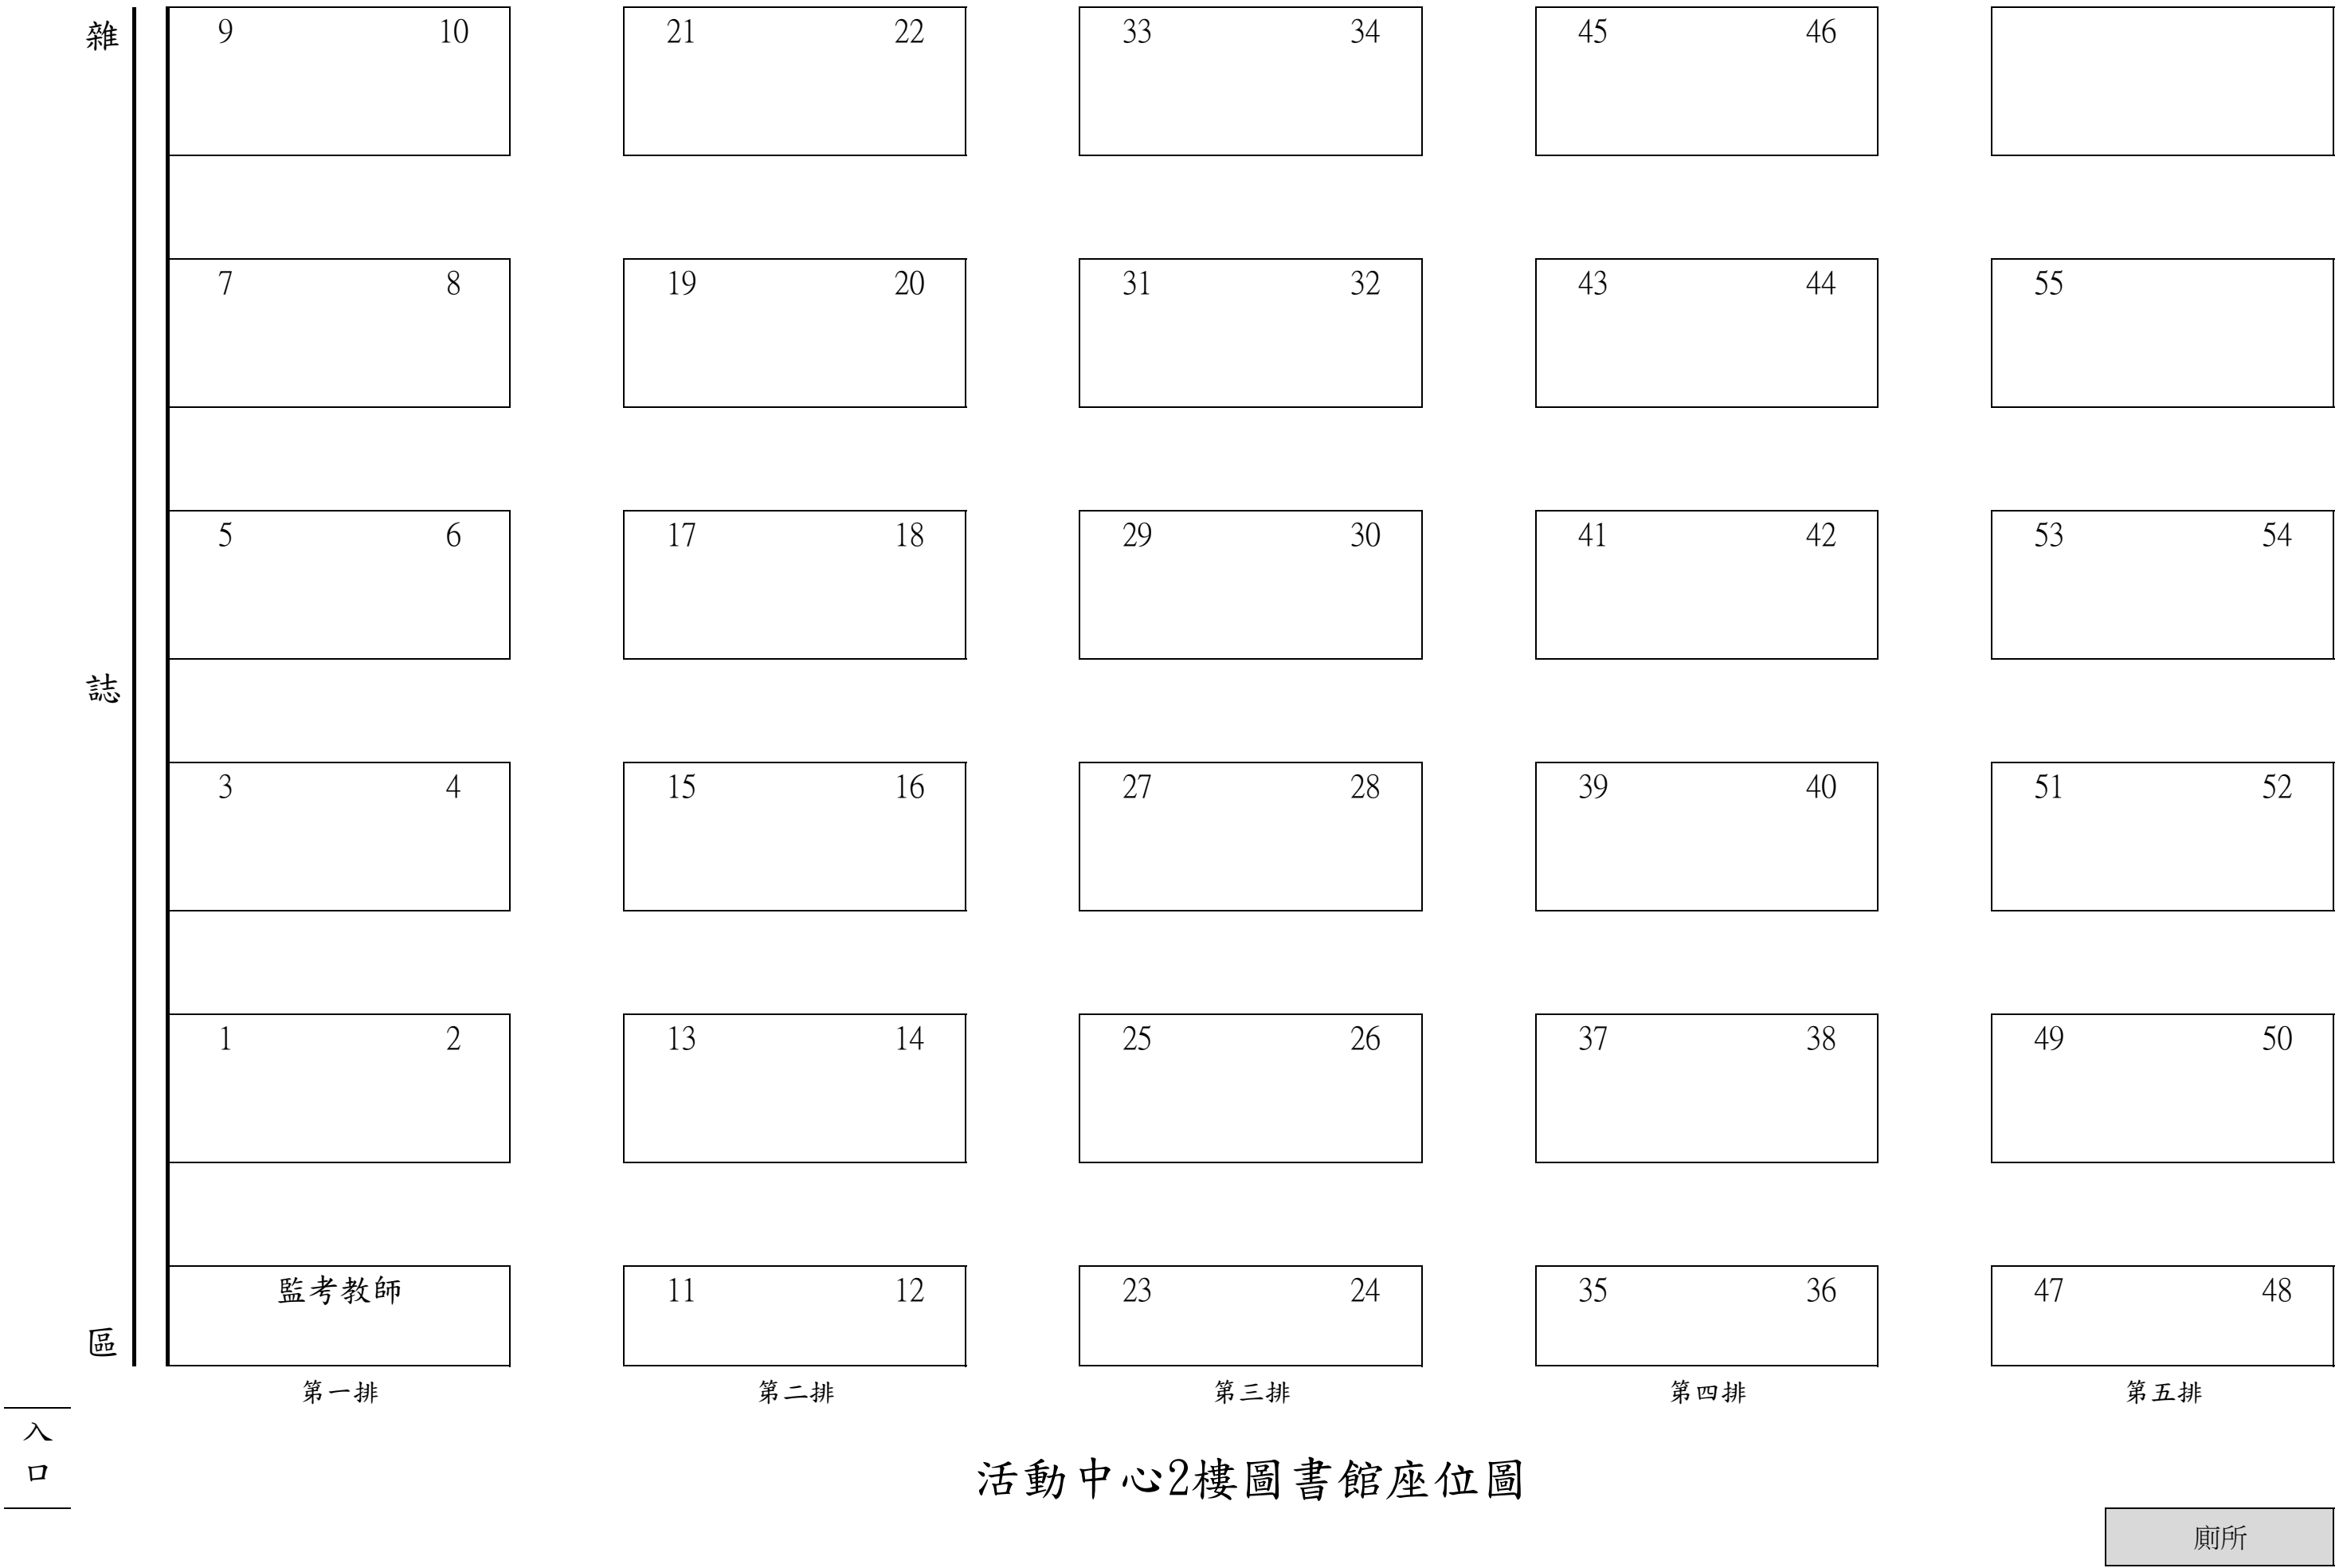 雜
9 10 21 22 33 34 45 46
7 8 19 20 31 32 43 44 55
5 6 17 18 29 30 41 42 53 54
誌
3 4 15 16 27 28 39 40 51 52
1 2 13 14 25 26 37 38 49 50
監考教師 11 12 23 24 35 36 47 48
區
第一排 第二排 第三排 第四排 第五排
入
口
活動中心2樓圖書館座位圖
廁所